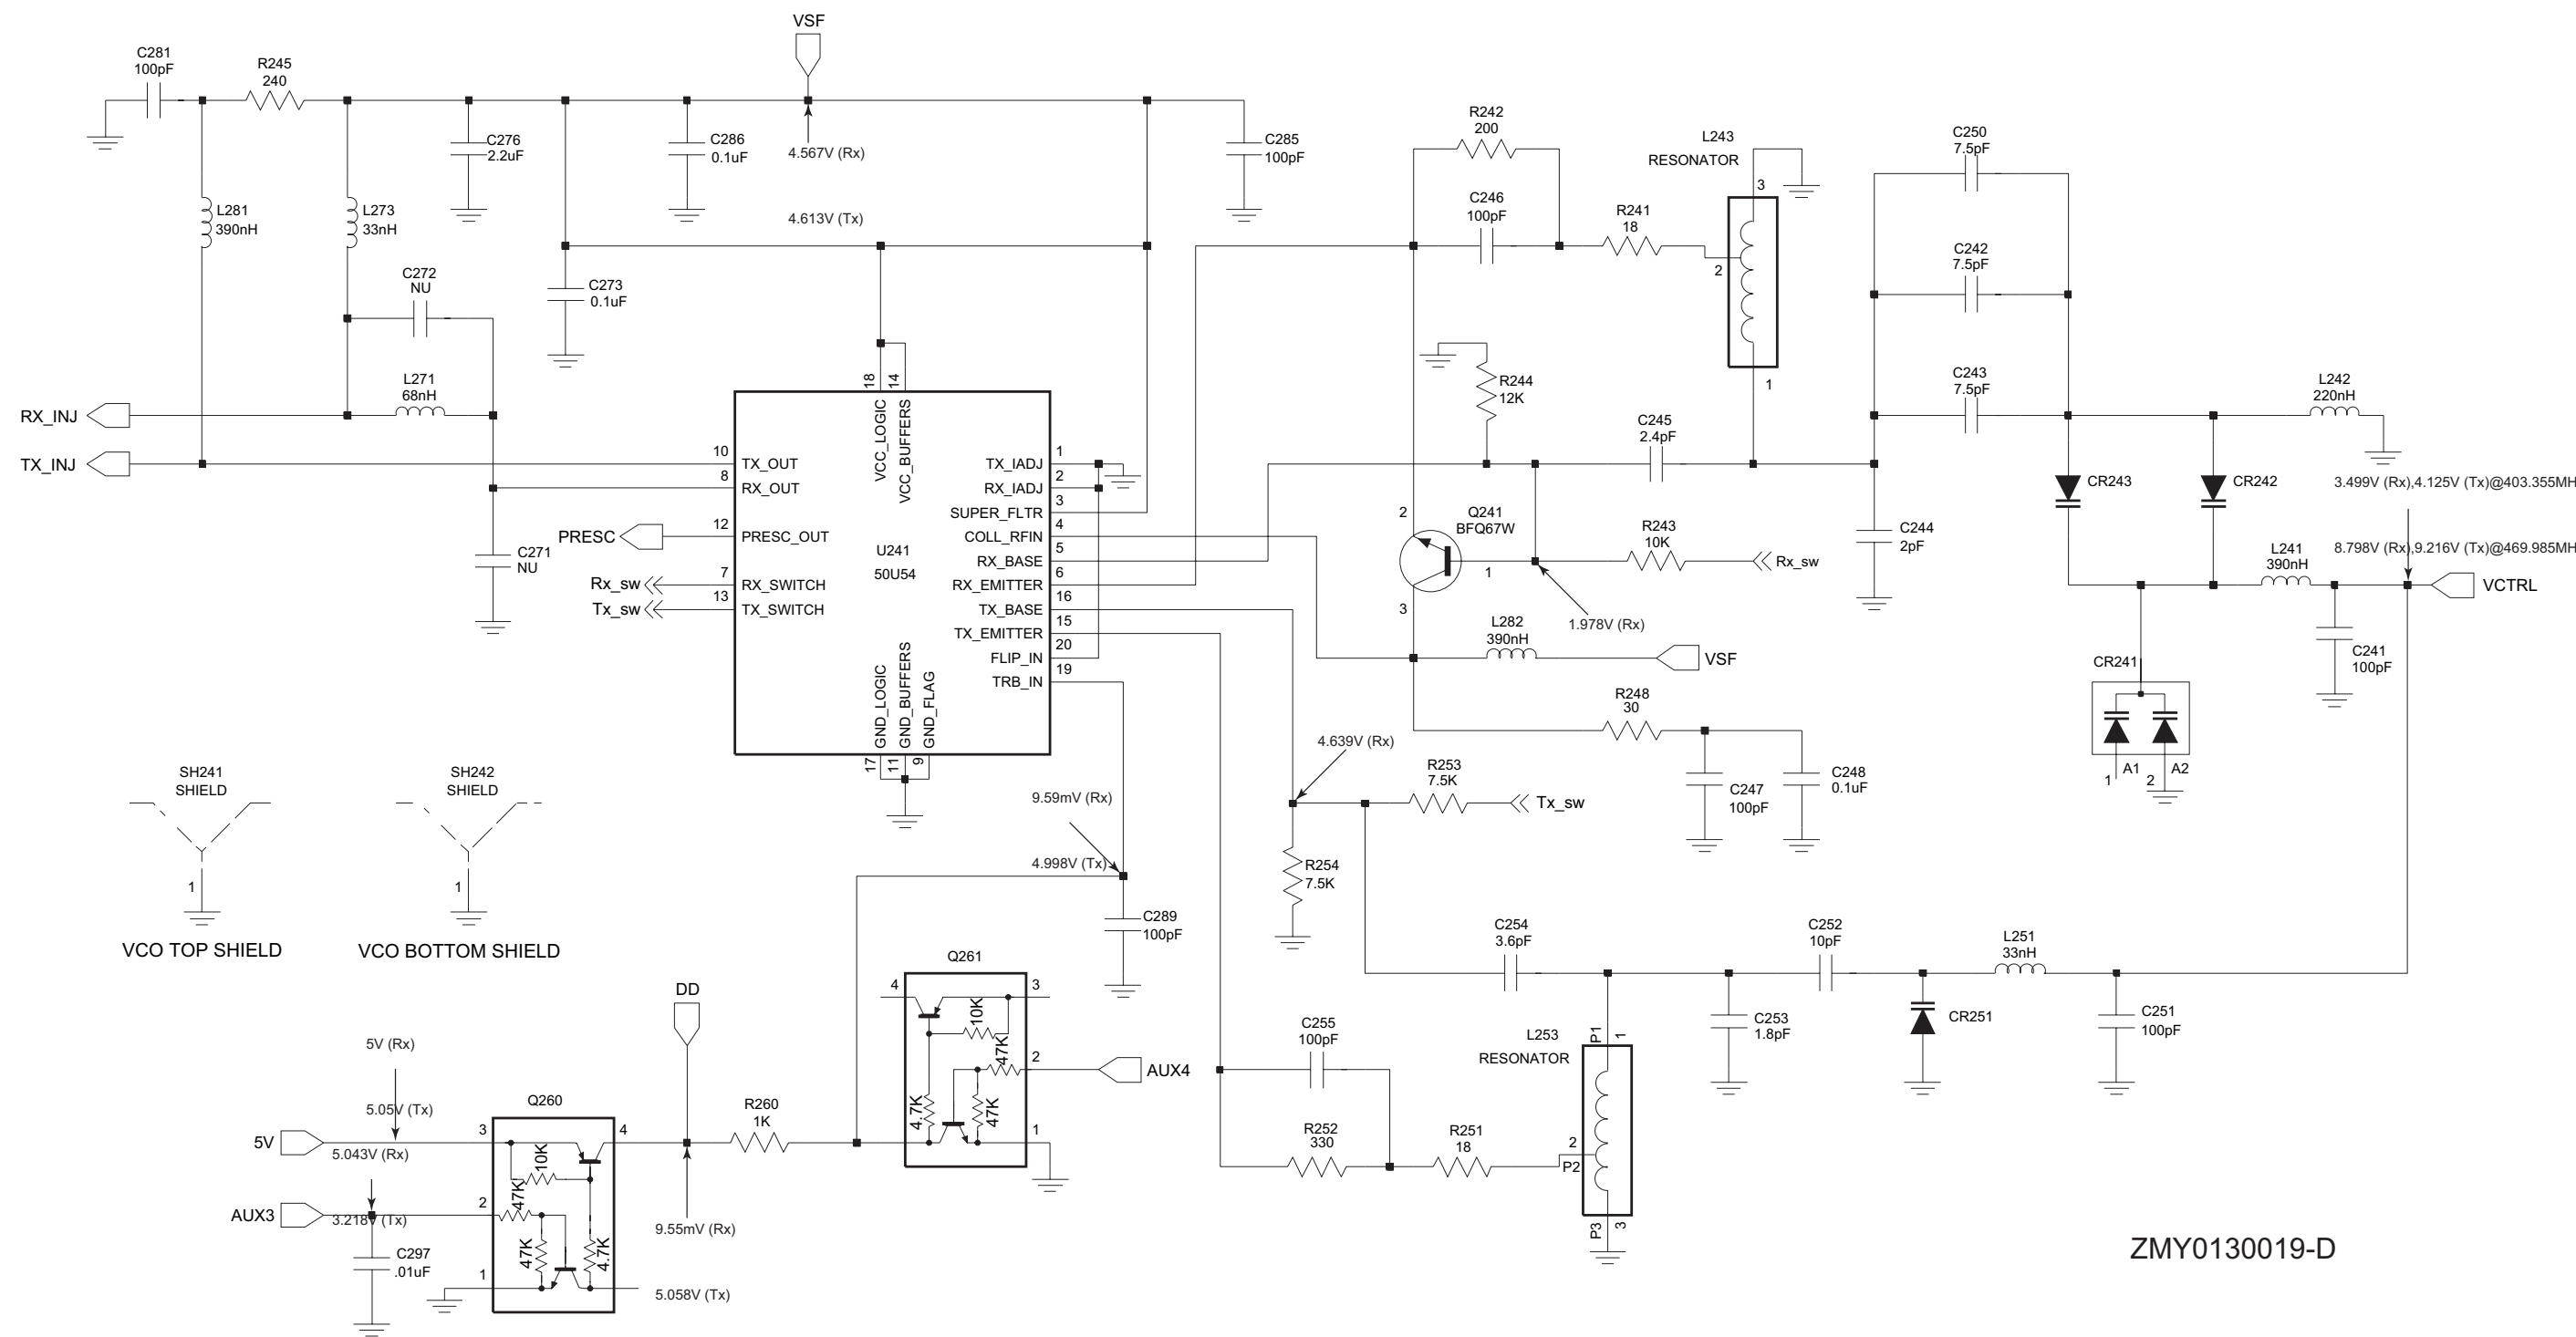 VSF
C281
100pF
R245
240
C276
2.2uF
C286
0.1uF
4.567V (Rx)
4.613V (Tx)
C285
100pF
L281
390nH
L273
33nH
C272
NU
C273
0.1uF
L271
68nH
RX_INJ
TX_INJ
C271
NU
PRESC
Rx_sw
Tx_sw
10
8
12
7
13
TX_OUT
RX_OUT
PRESC_OUT
RX_SWITCH
TX_SWITCH
18
14
VCC_LOGIC
VCC_BUFFERS
U241
50U54
TX_IADJ
RX_IADJ
SUPER_FLTR
COLL_RFIN
RX_BASE
RX_EMITTER
TX_BASE
TX_EMITTER
FLIP_IN
TRB_IN
1
2
3
4
5
6
16
15
20
19
GND_LOGIC
GND_BUFFERS
GND_FLAG
17
11
9
R242
200
C246
100pF
R241
18
L243
RESONATOR
3
2
1
R244
12K
C245
2.4pF
Q241
BFQ67W
2
1
3
R243
10K
Rx_sw
1.978V (Rx)
L282
390nH
VSF
R248
30
C247
100pF
C248
0.1uF
C250
7.5pF
C242
7.5pF
C243
7.5pF
C244
2pF
L242
220nH
CR243
CR242
3.499V (Rx),4.125V (Tx)@403.355MH
8.798V (Rx),9.216V (Tx)@469.985MH
L241
390nH
VCTRL
C241
100pF
CR241
1
A1
2
A2
4.639V (Rx)
R253
7.5K
Tx_sw
R254
7.5K
9.59mV (Rx)
4.998V (Tx)
C289
100pF
SH241
SHIELD
1
VCO TOP SHIELD
SH242
SHIELD
1
VCO BOTTOM SHIELD
C254
3.6pF
C252
10pF
L251
33nH
C253
1.8pF
CR251
C251
100pF
C255
100pF
R252
330
R251
18
L253
RESONATOR
P1
1
2
P2
P3
3
Q261
4
3
10K
47K
2
4.7K
47K
1
AUX4
DD
R260
1K
5V (Rx)
5.05V (Tx)
5V
5.043V (Rx)
AUX3
3.218V (Tx)
C297
.01uF
Q260
3
4
10K
47K
2
47K
4.7K
1
9.55mV (Rx)
5.058V (Tx)
ZMY0130019-D